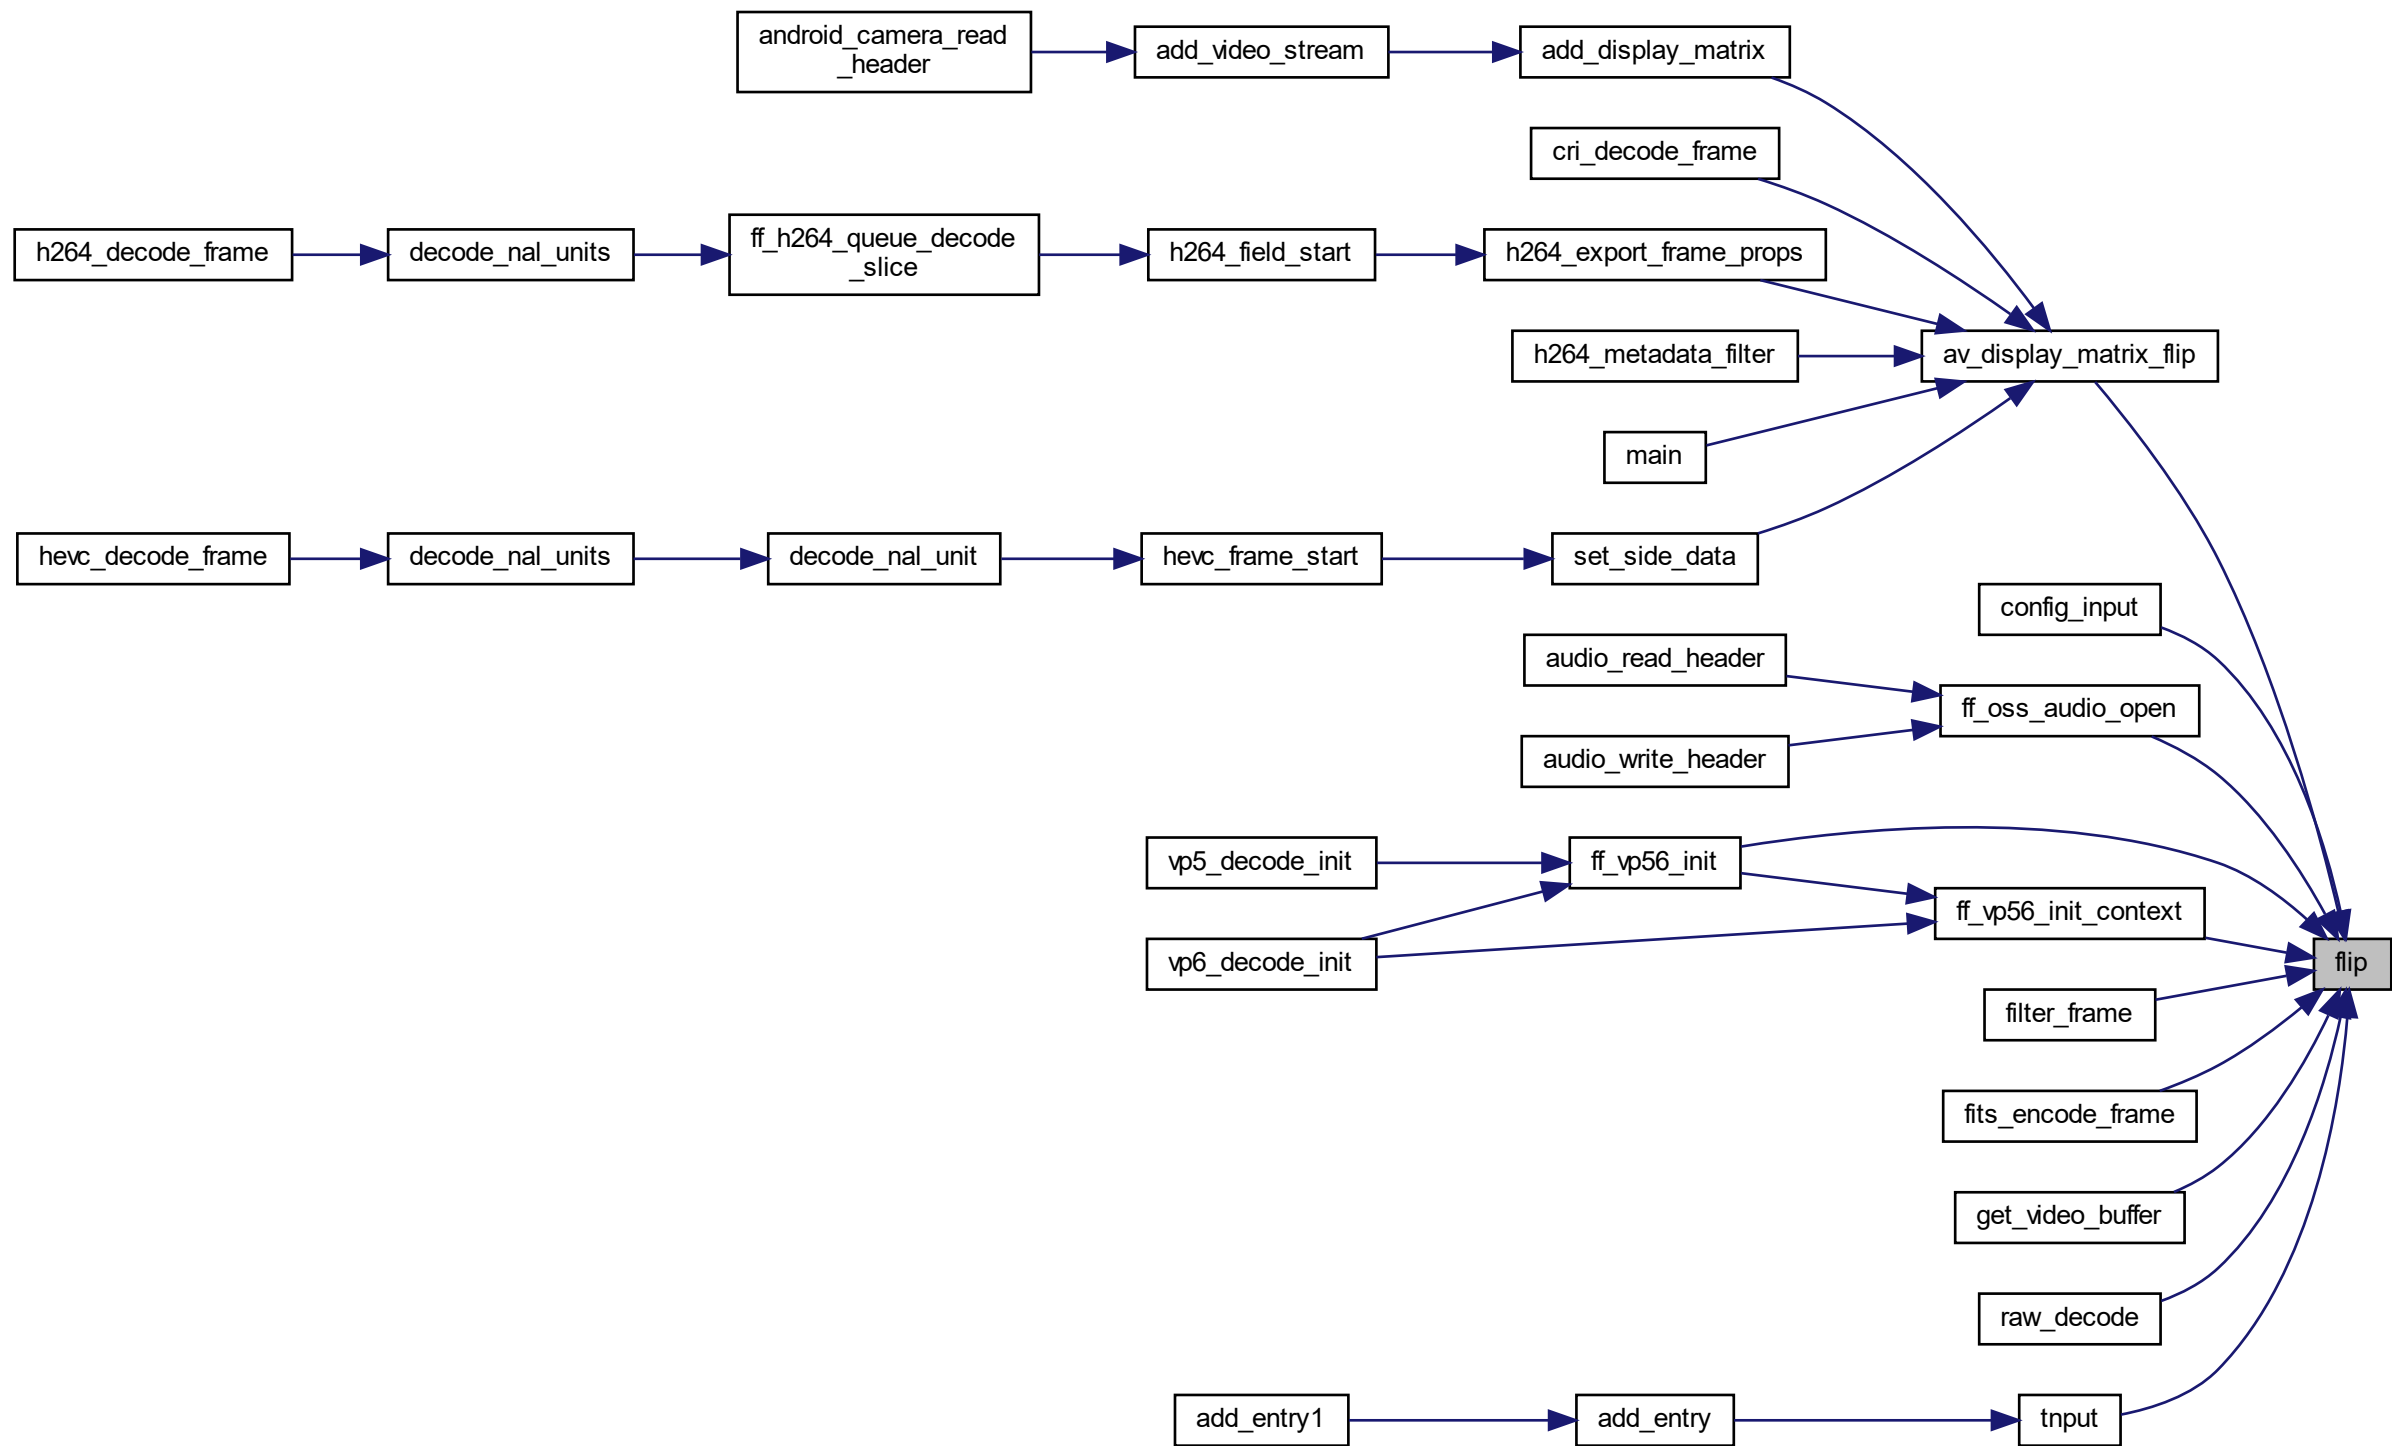 android_camera_read
_header
add_video_stream
add_display_matrix
cri_decode_frame
h264_decode_frame
decode_nal_units
ff_h264_queue_decode
_slice
h264_field_start
h264_export_frame_props
h264_metadata_filter
av_display_matrix_flip
main
hevc_decode_frame
decode_nal_units
decode_nal_unit
hevc_frame_start
set_side_data
config_input
audio_read_header
ff_oss_audio_open
audio_write_header
vp5_decode_init
ff_vp56_init
ff_vp56_init_context
vp6_decode_init
flip
filter_frame
fits_encode_frame
get_video_buffer
raw_decode
add_entry1
add_entry
tnput